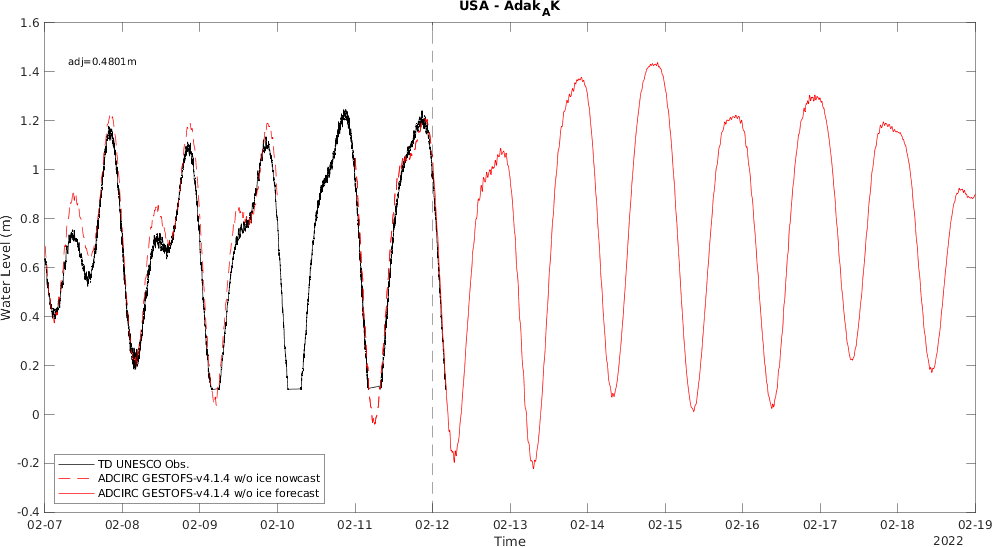 USA - Adak_AK
1.6
1.4
1.2
1
0.8
0.6
0.4
0.2
0
-0.2
-0.4
Water Level (m)
adj=0.4801m
TD UNESCO Obs.
ADCIRC GESTOFS-v4.1.4 w/o ice nowcast
ADCIRC GESTOFS-v4.1.4 w/o ice forecast
02-07 02-08 02-09 02-10 02-11 02-12 02-13 02-14 02-15 02-16 02-17 02-18 02-19
Time
2022